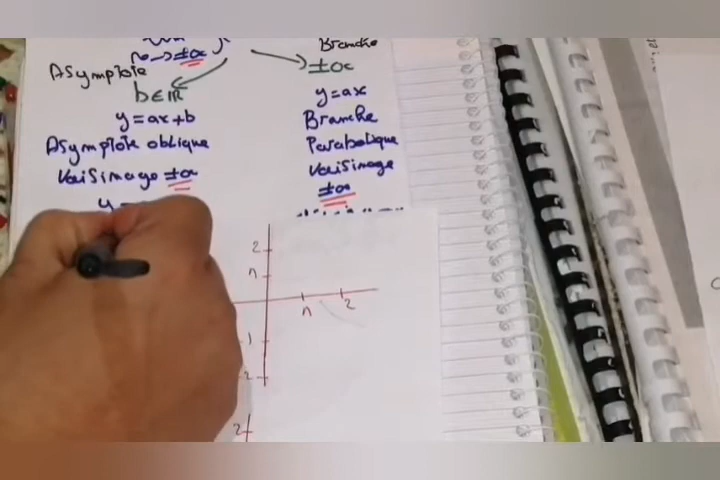 Branche
n→±∞
Asymptote
±∞
b∈ℝ
y=ax
y=ax+b
Branche
Asymptote oblique
Parabolique
Voisinage ±∞
Voisinage
±∞
y=
2
1
1 2
-1
-2
2